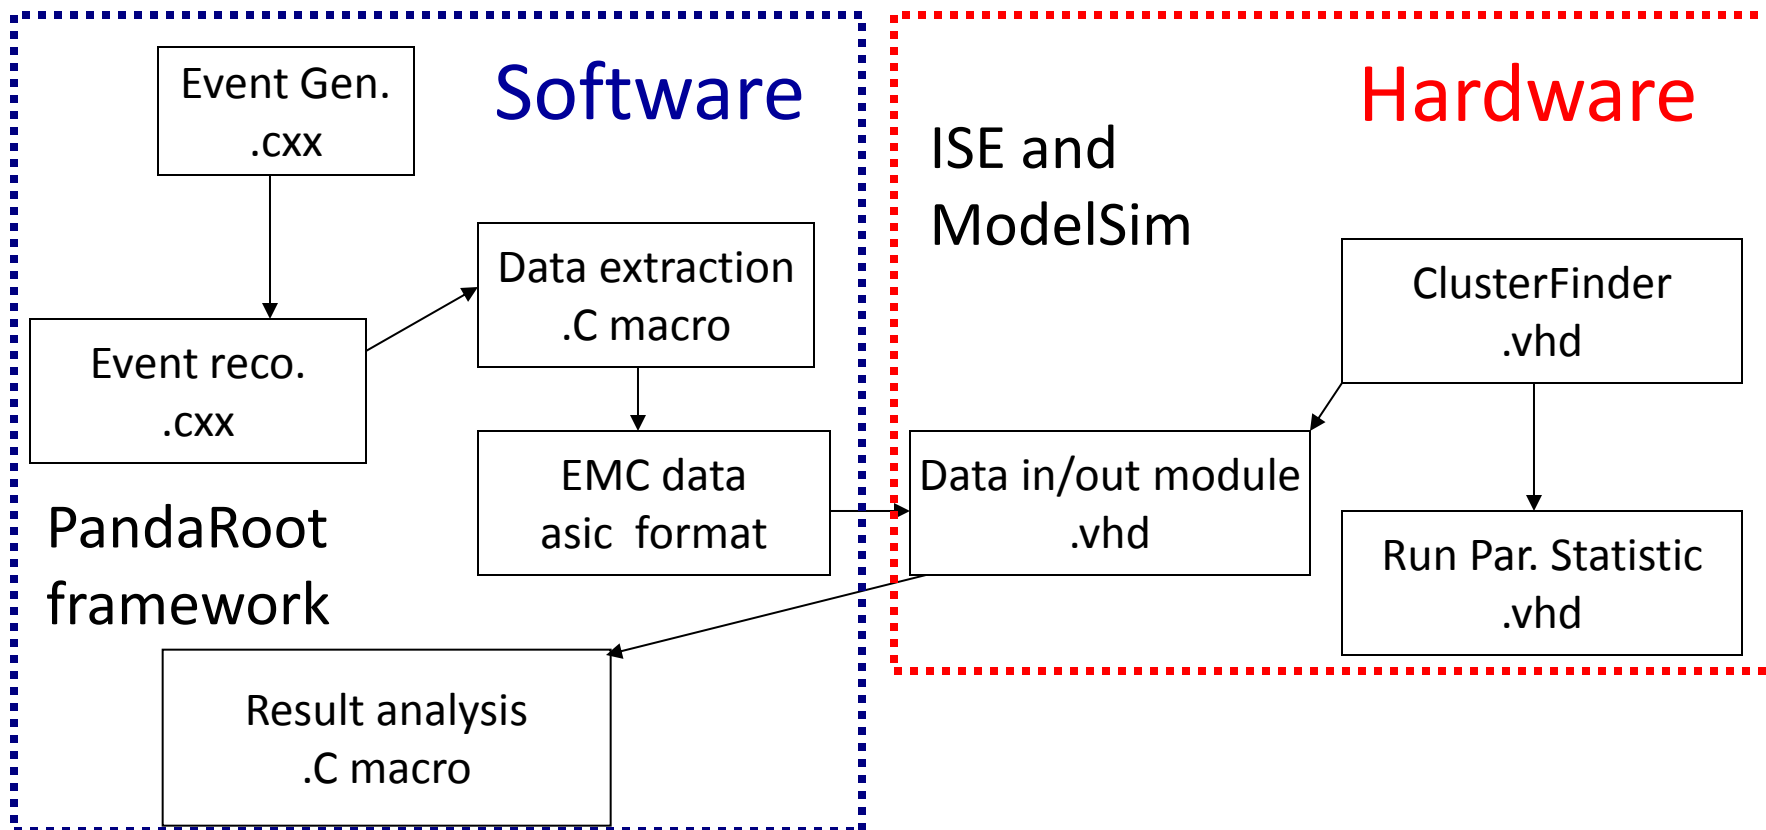 Software
Event Gen.
.cxx
Data extraction
.C macro
Event reco.
.cxx
EMC data
asic  format
PandaRoot
framework
Result analysis
.C macro
Hardware
ISE and
ModelSim
ClusterFinder
.vhd
Data in/out module
.vhd
Run Par. Statistic
.vhd